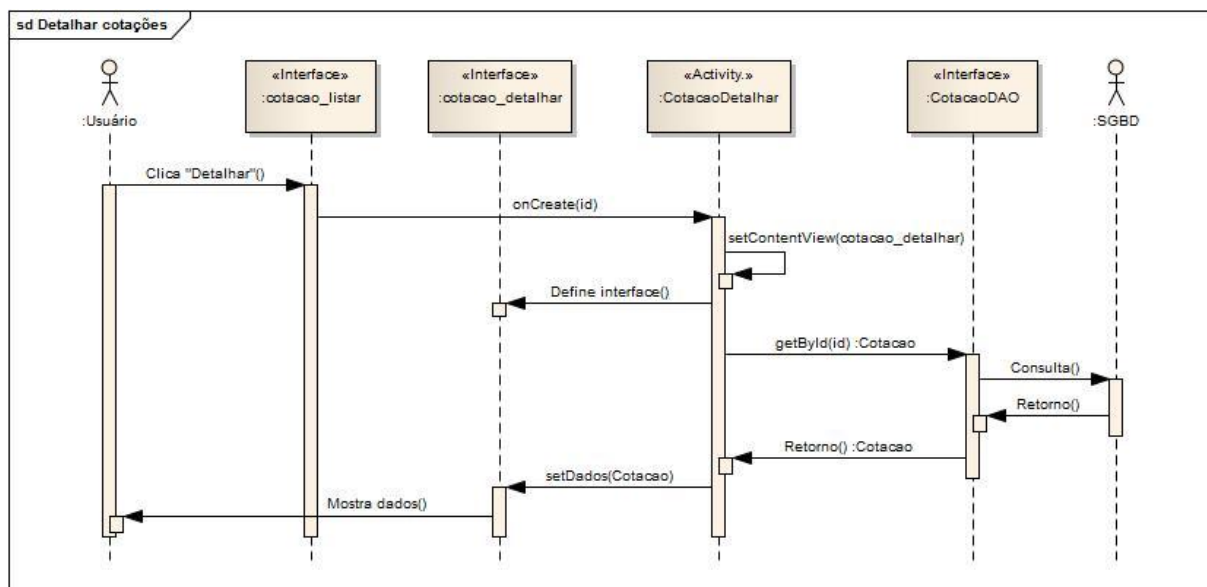 sd Detalhar cotações
«Interface»
:cotacao_listar
«Interface»
:cotacao_detalhar
«Activity.»
:CotacaoDetalhar
«Interface»
:CotacaoDAO
:Usuário
:SGBD
Clica "Detalhar"()
onCreate(id)
setContentView(cotacao_detalhar)
Define interface()
getById(id) :Cotacao
Consulta()
Retorno()
Retorno() :Cotacao
setDados(Cotacao)
Mostra dados()